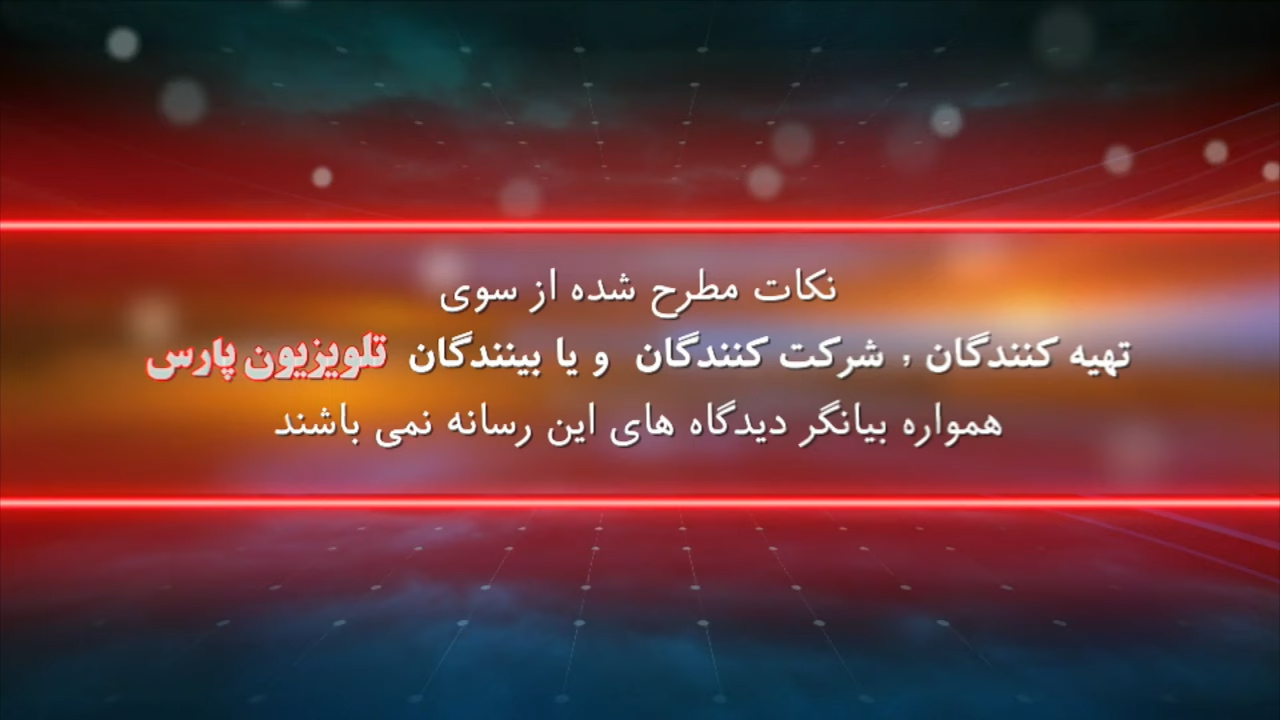 نکات مطرح شده از سوی
تهیه کنندگان , شرکت کنندگان و یا بینندگان تلویزیون پارس
همواره بیانگر دیدگاه های این رسانه نمی باشند